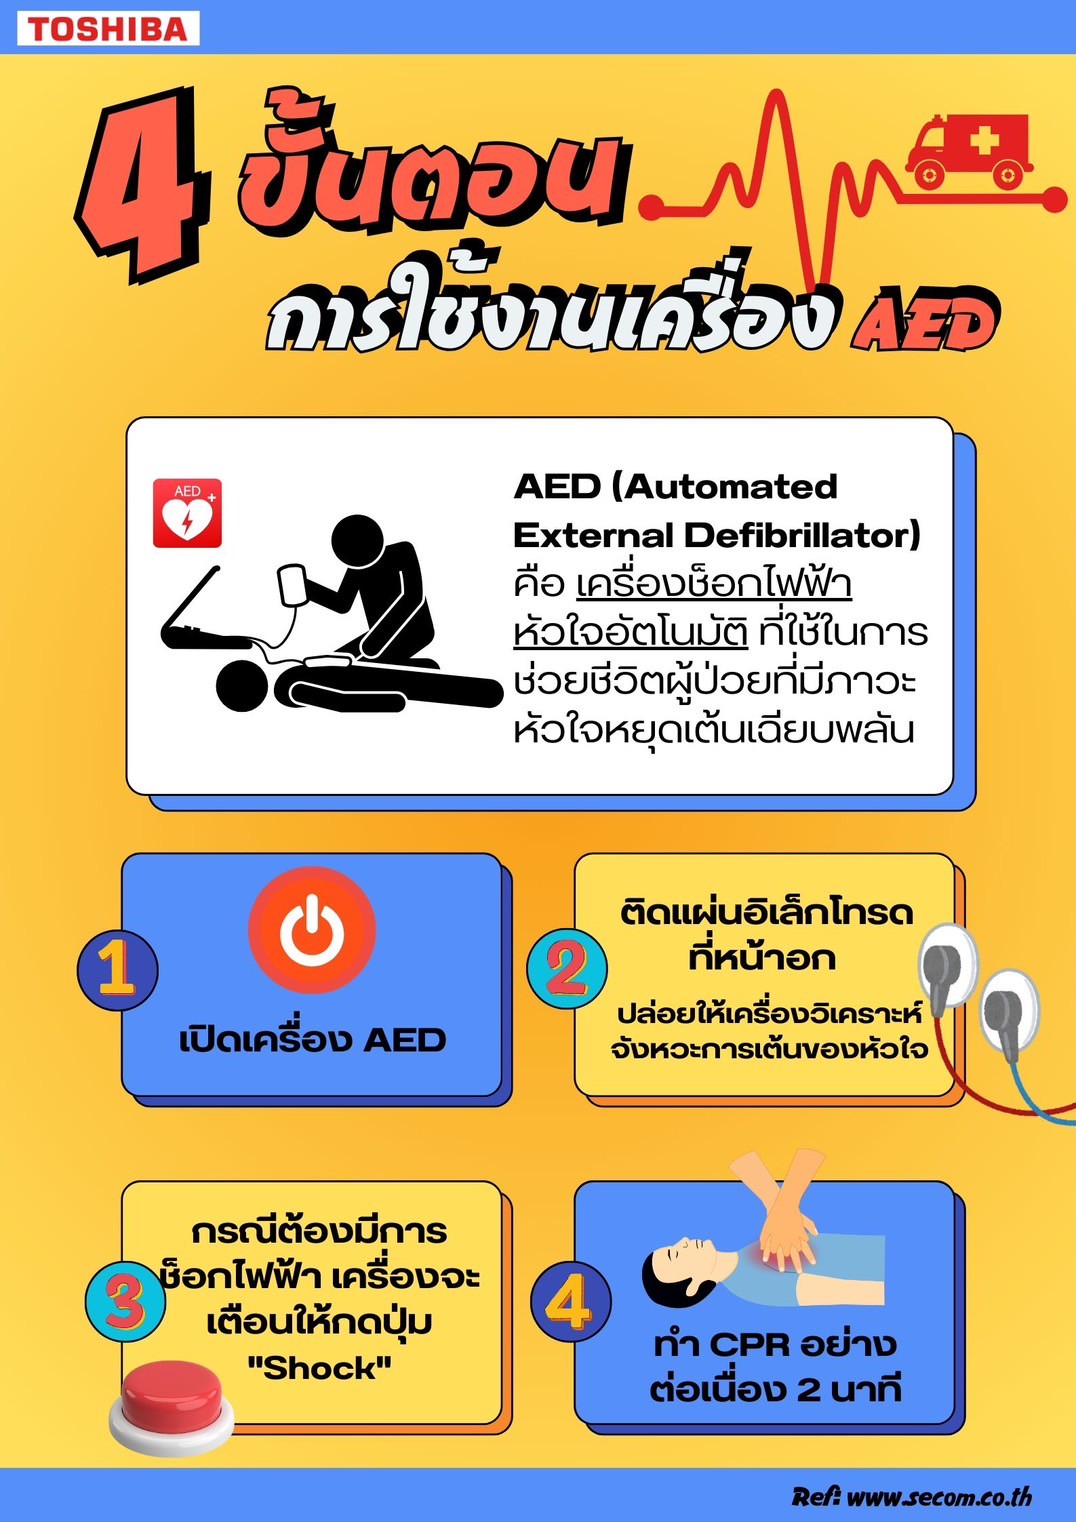 TOSHIBA
4 ขั้นตอน
การใช้งานเครื่อง AED
AED
AED (Automated
External Defibrillator)
คือ เครื่องช็อกไฟฟ้า
หัวใจอัตโนมัติ ที่ใช้ในการ
ช่วยชีวิตผู้ป่วยที่มีภาวะ
หัวใจหยุดเต้นเฉียบพลัน
1
เปิดเครื่อง AED
2
ติดแผ่นอิเล็กโทรด
ที่หน้าอก
ปล่อยให้เครื่องวิเคราะห์
จังหวะการเต้นของหัวใจ
3
กรณีต้องมีการ
ช็อกไฟฟ้า เครื่องจะ
เตือนให้กดปุ่ม
"Shock"
4
ทำ CPR อย่าง
ต่อเนื่อง 2 นาที
Ref: www.secom.co.th